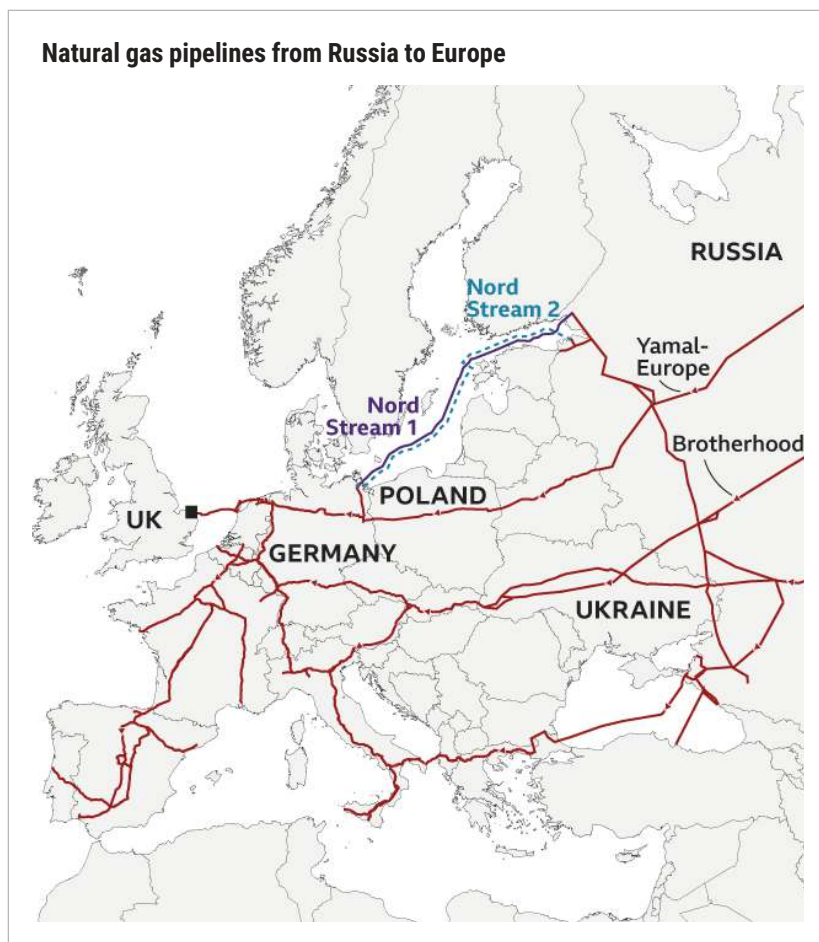 Natural gas pipelines from Russia to Europe
RUSSIA
Nord
Stream 2
Yamal-
Europe
Nord
Stream 1
Brotherhood
POLAND
UK
GERMANY
UKRAINE